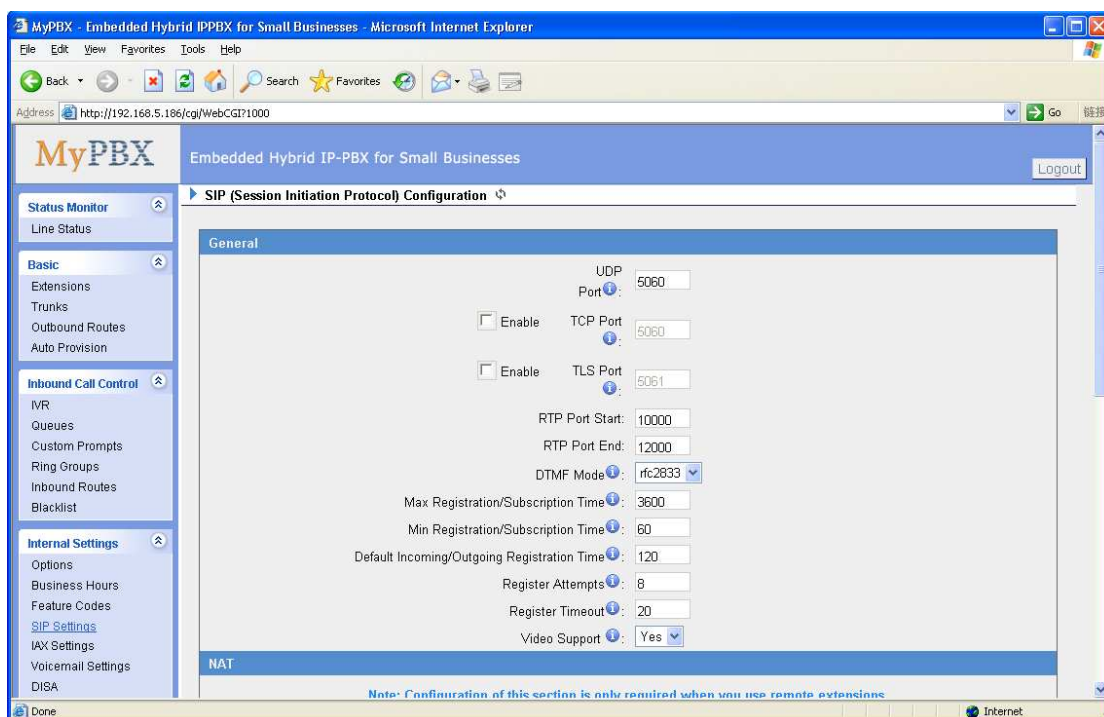 MyPBX - Embedded Hybrid IPPBX for Small Businesses - Microsoft Internet Explorer
File Edit View Favorites Tools Help
Back Search Favorites
Address http://192.168.5.186/cgi/WebCGI?1000 Go 链接
MyPBX
Embedded Hybrid IP-PBX for Small Businesses
Logout
Status Monitor
Line Status
Basic
Extensions
Trunks
Outbound Routes
Auto Provision
Inbound Call Control
IVR
Queues
Custom Prompts
Ring Groups
Inbound Routes
Blacklist
Internal Settings
Options
Business Hours
Feature Codes
SIP Settings
IAX Settings
Voicemail Settings
DISA
SIP (Session Initiation Protocol) Configuration
General
UDP
Port: 5060
Enable TCP Port
: 5060
Enable TLS Port
: 5061
RTP Port Start: 10000
RTP Port End: 12000
DTMF Mode: rfc2833
Max Registration/Subscription Time: 3600
Min Registration/Subscription Time: 60
Default Incoming/Outgoing Registration Time: 120
Register Attempts: 8
Register Timeout: 20
Video Support : Yes
NAT
Note: Configuration of this section is only required when you use remote extensions
Done Internet